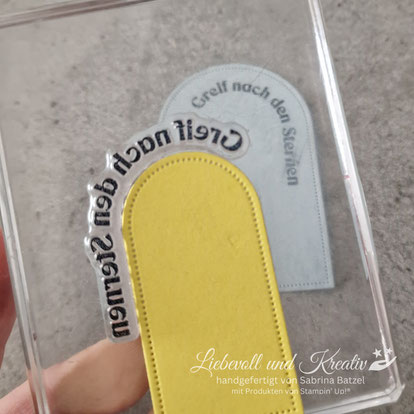 Greif nach den Sternen
Greif nach den Sternen
Liebevoll und Kreativ
handgefertigt von Sabrina Batzel
mit Produkten von Stampin' Up!®